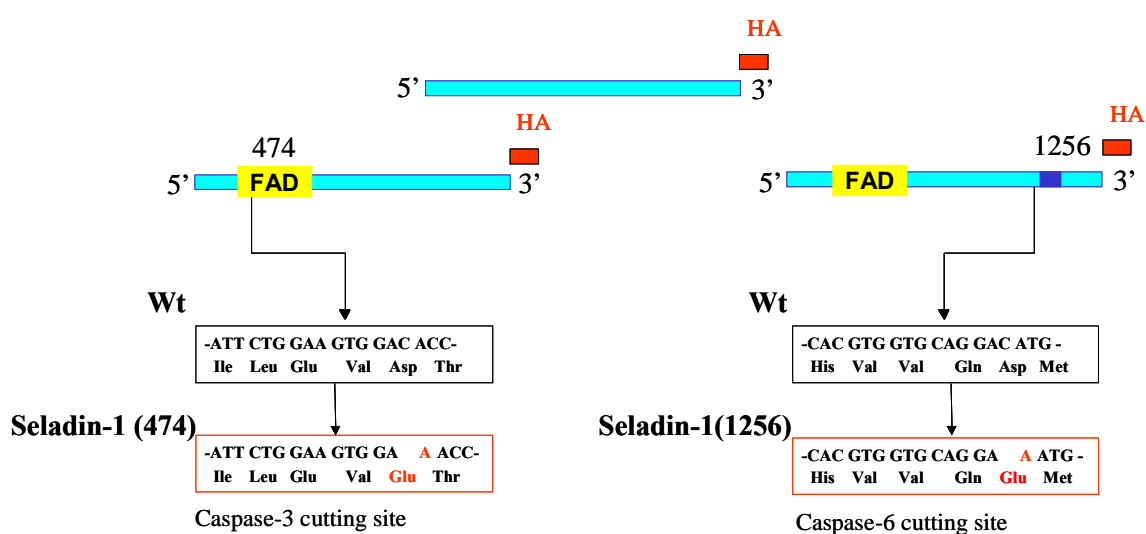 HA
5’ 3’
HA
474
5’ FAD 3’
HA
1256
5’ FAD 3’
Wt
-ATT CTG GAA GTG GAC ACC-
Ile Leu Glu Val Asp Thr
Seladin-1 (474)
-ATT CTG GAA GTG GA A ACC-
Ile Leu Glu Val Glu Thr
Caspase-3 cutting site
Wt
-CAC GTG GTG CAG GAC ATG -
His Val Val Gln Asp Met
Seladin-1(1256)
-CAC GTG GTG CAG GA A ATG -
His Val Val Gln Glu Met
Caspase-6 cutting site